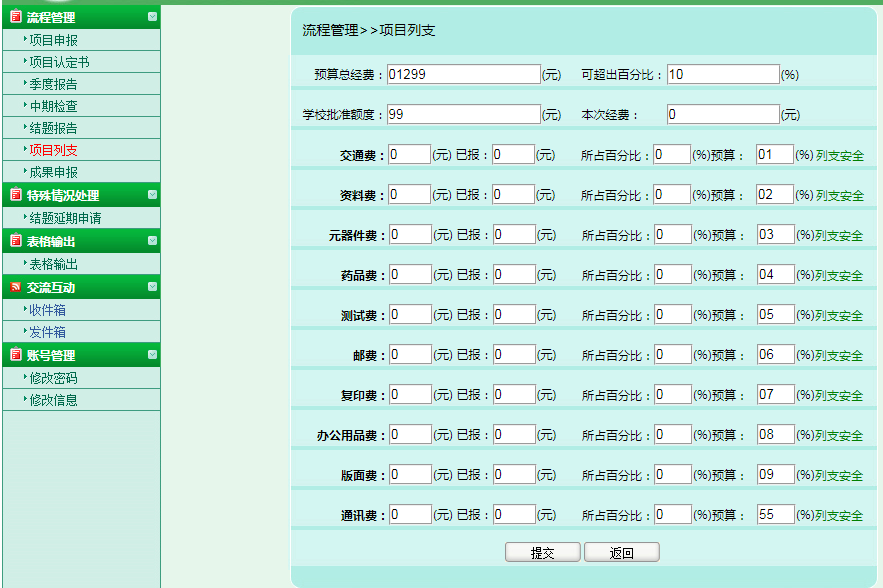 流程管理
项目申报
项目认定书
季度报告
中期检查
结题报告
项目列支
成果申报
特殊情况处理
结题延期申请
表格输出
表格输出
交流互动
收件箱
发件箱
账号管理
修改密码
修改信息
流程管理>>项目列支
预算总经费：01299(元) 可超出百分比：10(%)
学校批准额度：99(元) 本次经费：0(元)
交通费：0(元) 已报：0(元) 所占百分比：0(%)预算：01(%)列支安全
资料费：0(元) 已报：0(元) 所占百分比：0(%)预算：02(%)列支安全
元器件费：0(元) 已报：0(元) 所占百分比：0(%)预算：03(%)列支安全
药品费：0(元) 已报：0(元) 所占百分比：0(%)预算：04(%)列支安全
测试费：0(元) 已报：0(元) 所占百分比：0(%)预算：05(%)列支安全
邮费：0(元) 已报：0(元) 所占百分比：0(%)预算：06(%)列支安全
复印费：0(元) 已报：0(元) 所占百分比：0(%)预算：07(%)列支安全
办公用品费：0(元) 已报：0(元) 所占百分比：0(%)预算：08(%)列支安全
版面费：0(元) 已报：0(元) 所占百分比：0(%)预算：09(%)列支安全
通讯费：0(元) 已报：0(元) 所占百分比：0(%)预算：55(%)列支安全
提交 返回